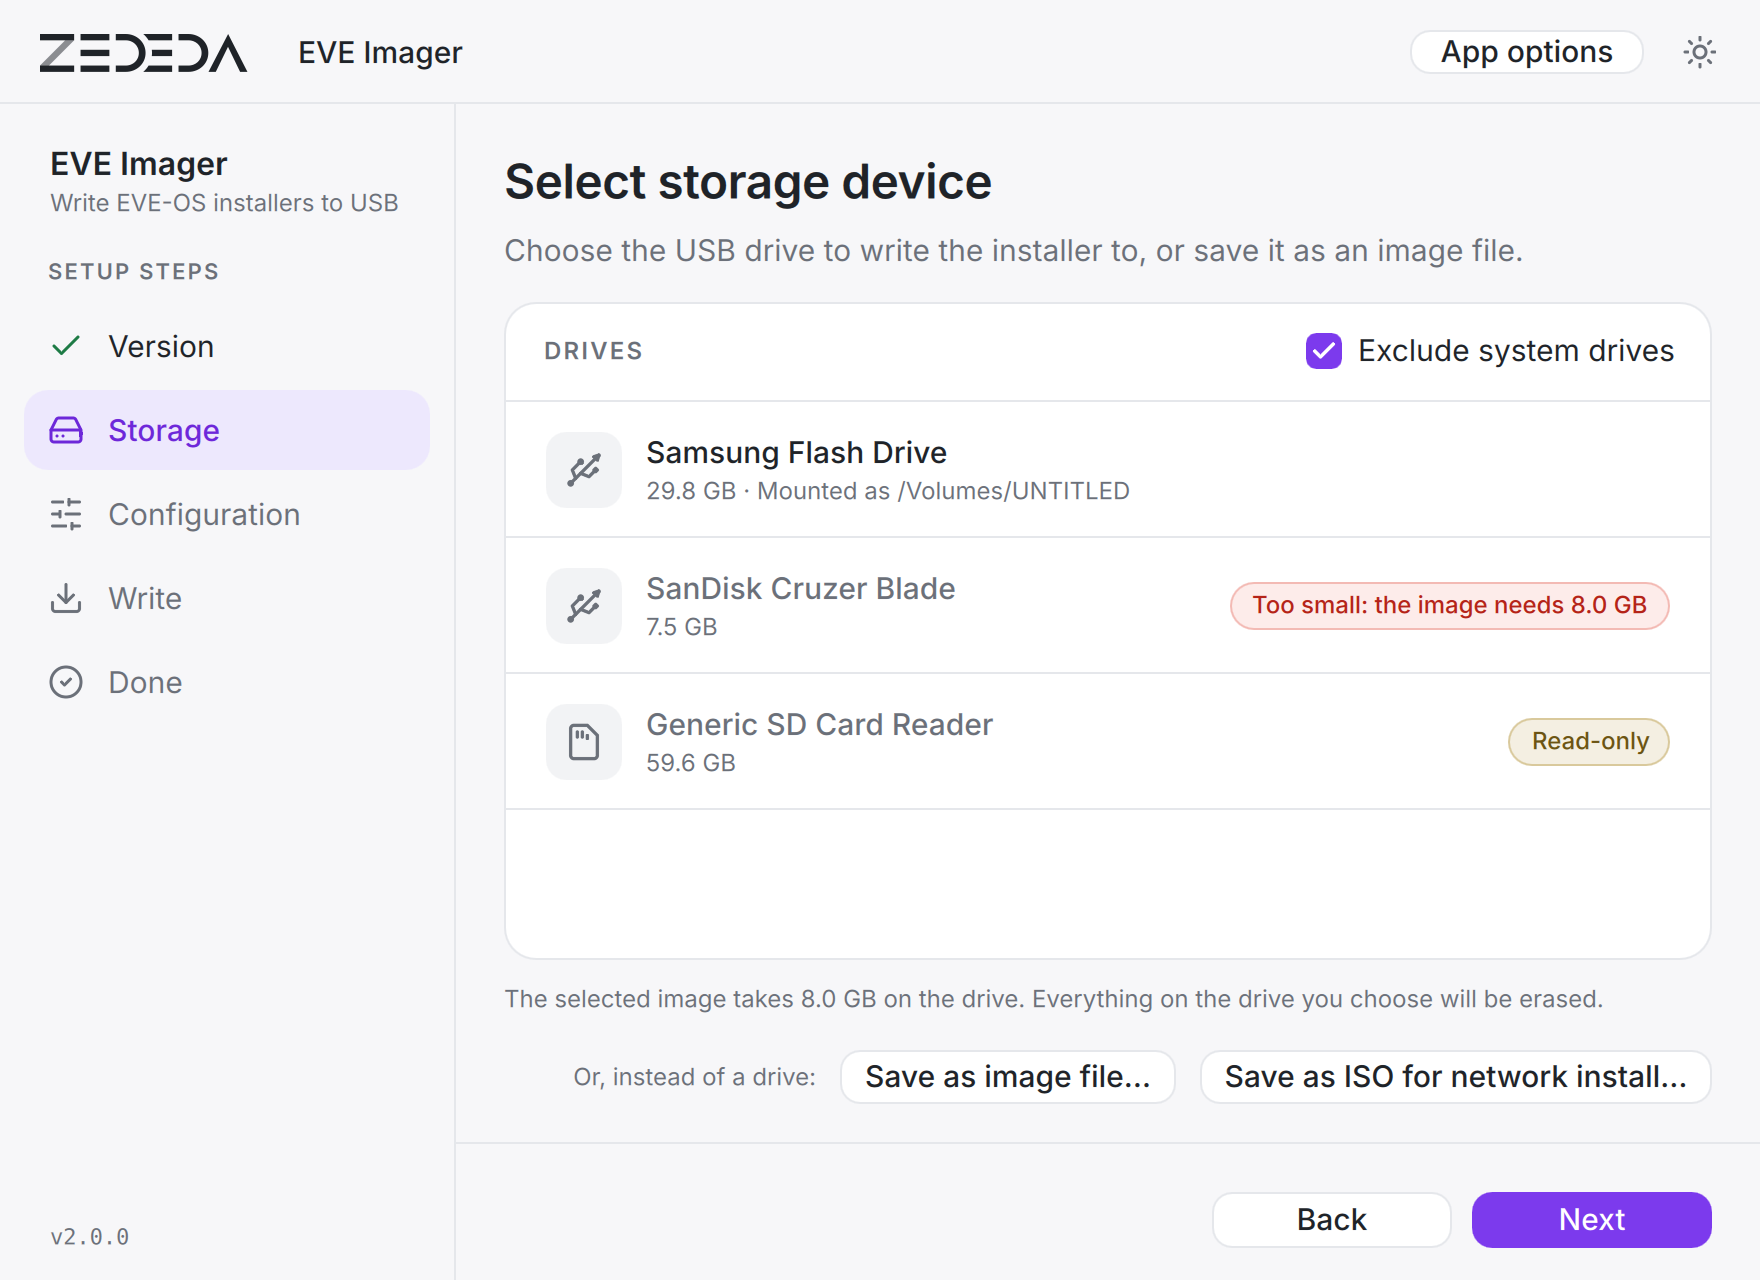 ZEDEDA
EVE Imager
App options
EVE Imager
Write EVE-OS installers to USB
SETUP STEPS
Version
Storage
Configuration
Write
Done
v2.0.0
Select storage device
Choose the USB drive to write the installer to, or save it as an image file.
DRIVES
Exclude system drives
Samsung Flash Drive
29.8 GB · Mounted as /Volumes/UNTITLED
SanDisk Cruzer Blade
7.5 GB
Too small: the image needs 8.0 GB
Generic SD Card Reader
59.6 GB
Read-only
The selected image takes 8.0 GB on the drive. Everything on the drive you choose will be erased.
Or, instead of a drive:
Save as image file...
Save as ISO for network install...
Back
Next